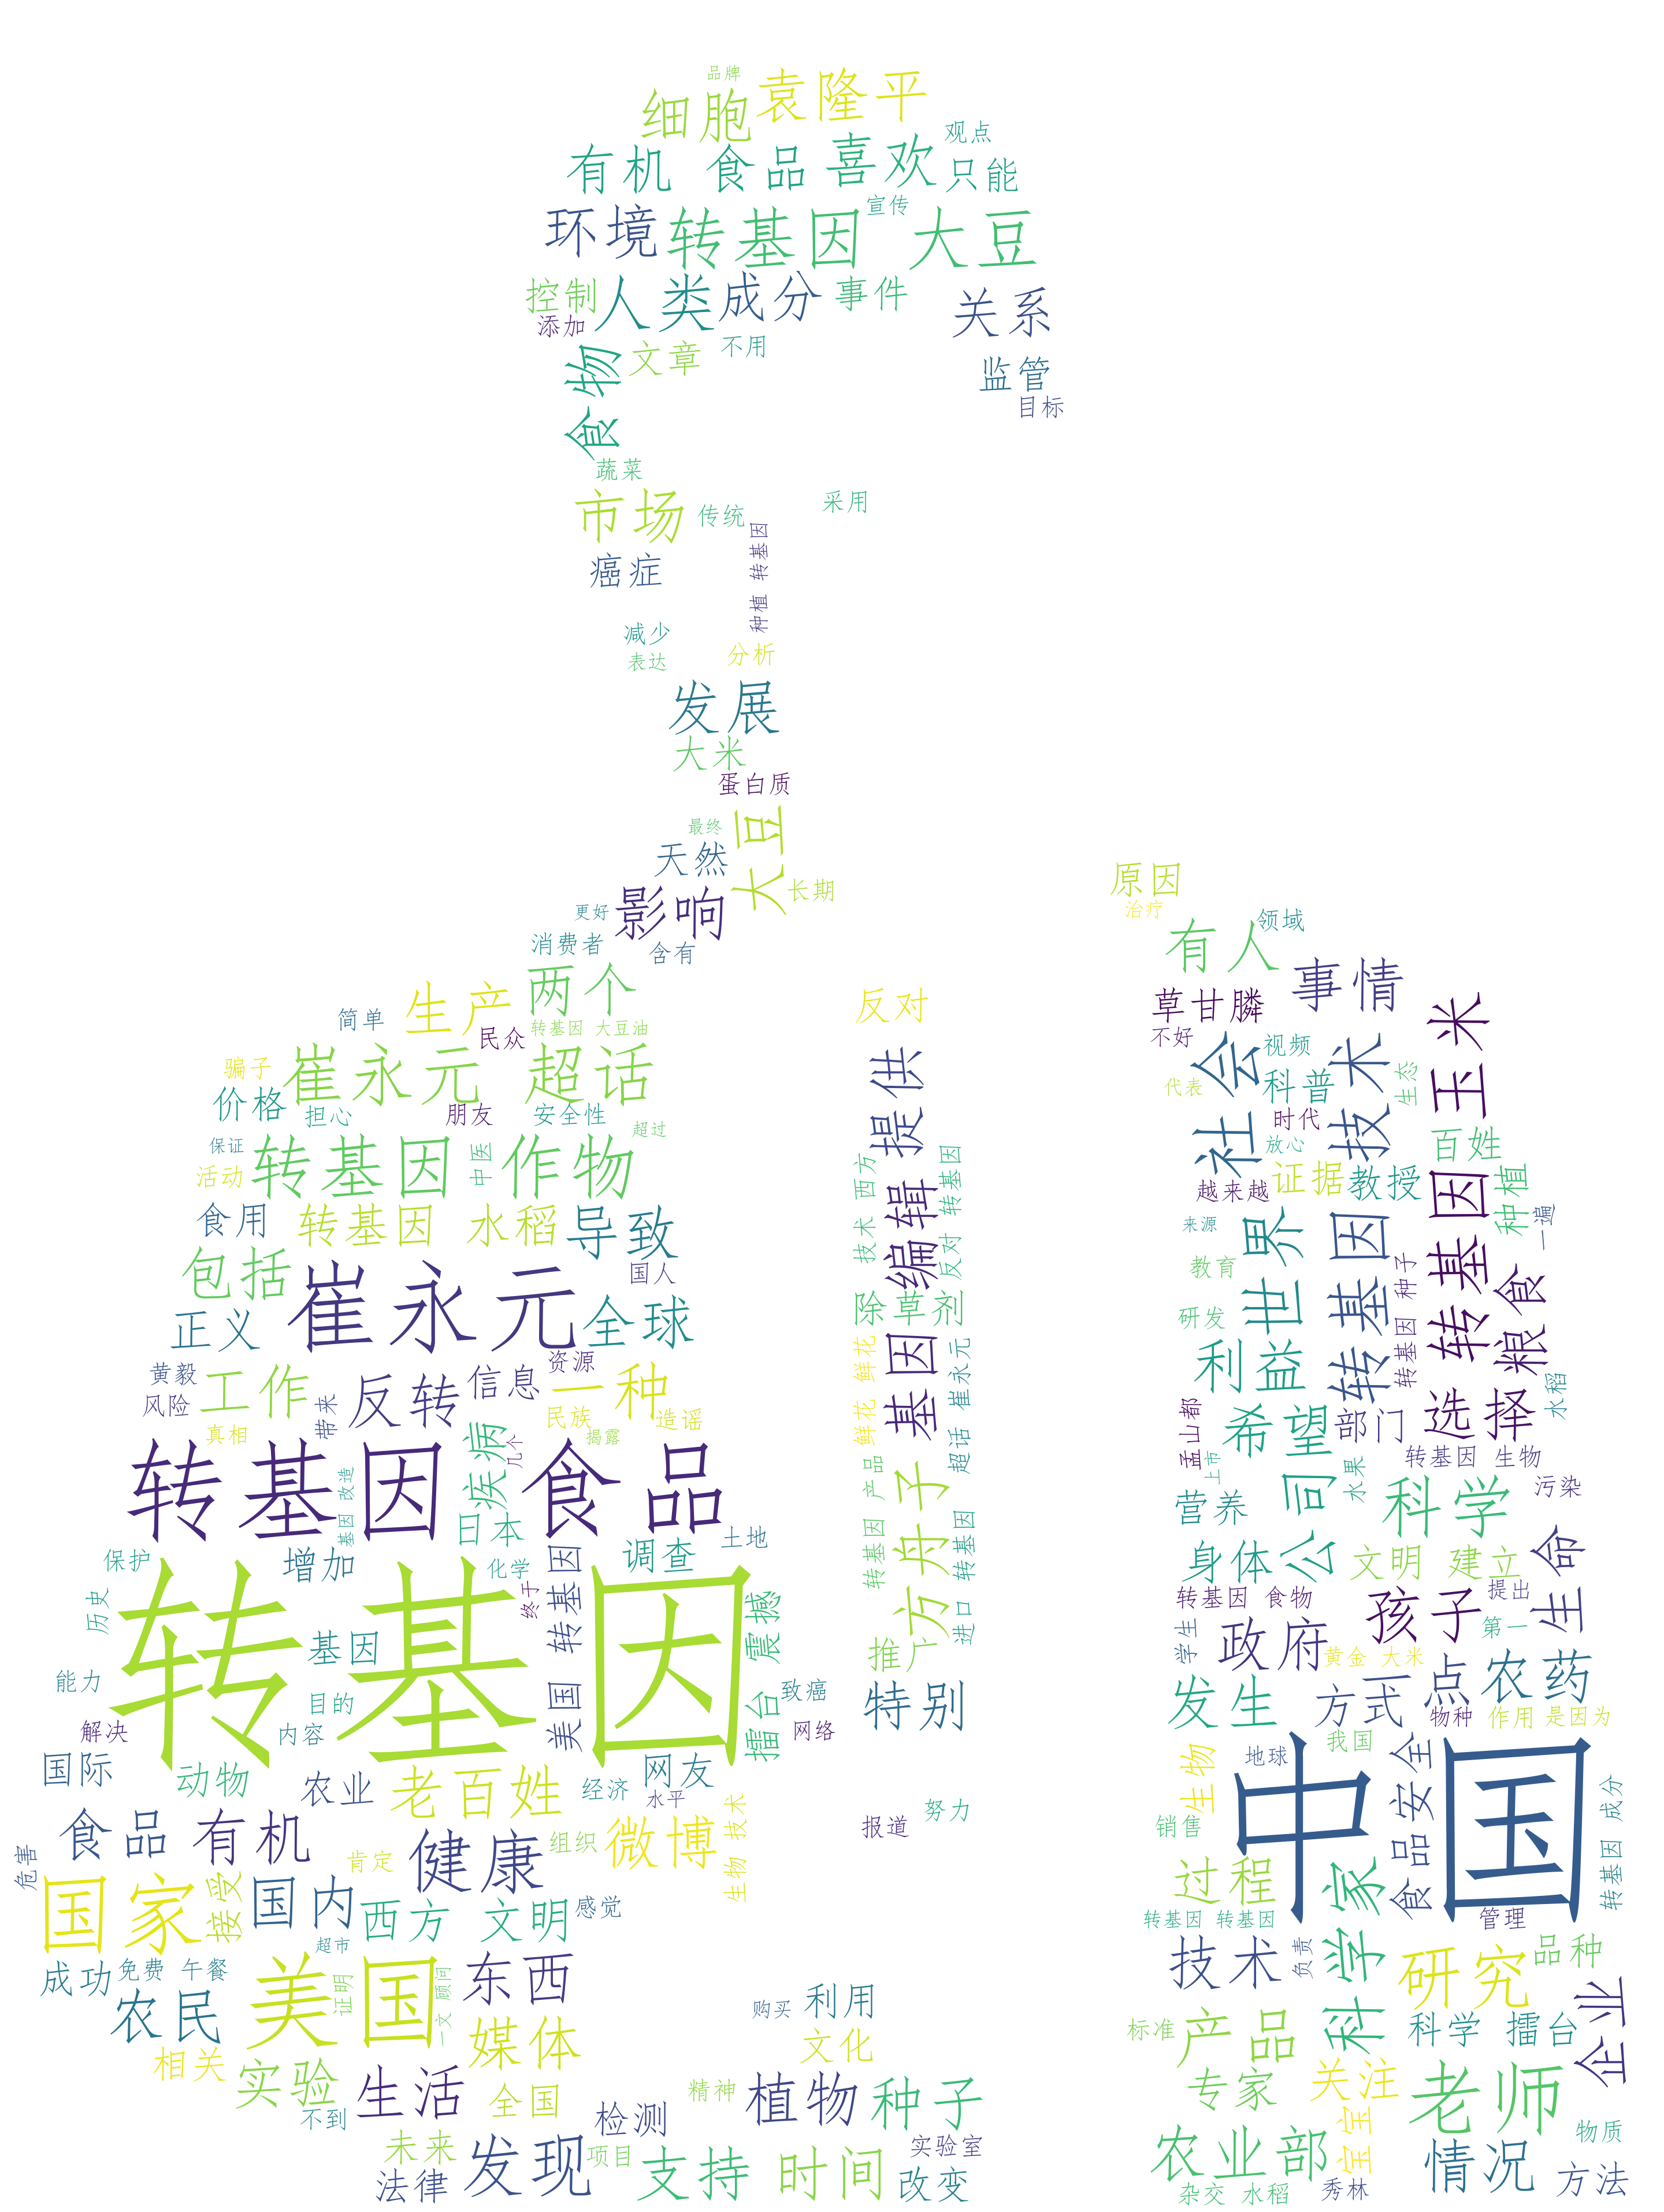 品牌
细胞
袁隆平
有机 食品
喜欢
观点
只能
环境
转基因 大豆
宣传
控制
添加
人类
成分
事件
关系
食物
文章
不用
监管
目标
蔬菜
市场
传统
采用
癌症
种植 转基因
减少
表达
分析
发展
大米
蛋白质
大豆
最终
天然
长期
影响
更好
消费者
含有
原因
治疗
有人
领域
事情
生产
两个
简单
民众
转基因 大豆油
反对
草甘膦
不好
骗子
崔永元 超话
价格
担心
朋友
安全性
提供
社会
视频
科普
技术
转基因 玉米
代表
时代
生态
保证
活动
转基因 作物
中医
超过
技术 西方
编辑
反对 转基因
放心
百姓
越来越
证据
教授
种植
一遍
食用
转基因 水稻
导致
来源
世界
转基因
包括
崔永元
国人
教育
转基因 种子
粮食
正义
全球
除草剂
研发
黄毅
风险
工作
反转
信息
资源
一种
鲜花 鲜花
基因
超话 崔永元
利益
真相
带来
民族
造谣
揭露
孟山都
希望
部门
选择
水稻
转基因 食品
基因 改造
疾病
几个
转基因 产品
方舟子
进口 转基因
上市
公司
水果
转基因 生物
日本
营养
科学
污染
保护
增加
化学
美国 转基因
调查
土地
身体
文明 建立
生命
历史
转基因
基因
终于
震撼
擂台
推广
转基因 食物
孩子
提出
学生
政府
第一
能力
目的
致癌
特别
黄金 大米
点
农药
解决
内容
网络
发生
方式
物种
作用
是因为
国际
动物
农业
老百姓
经济
网友
水平
生物
地球
我国
中国
食品安全
转基因 成分
食品
有机
健康
组织
微博
生物 技术
报道
努力
销售
危害
肯定
过程
科学家
国家
接受
国内
西方 文明
感觉
转基因 转基因
管理
超市
成功
免费 午餐
美国
证明
一文 顾问
东西
技术
负责
研究
品种
农民
购买
利用
企业
相关
媒体
文化
标准
产品
科学 擂台
实验
生活
全国
精神
植物
种子
专家
关注
老师
不到
检测
宝宝
物质
未来
法律
发现
项目
支持
时间
实验室
改变
农业部
杂交 水稻
秀林
情况
方法